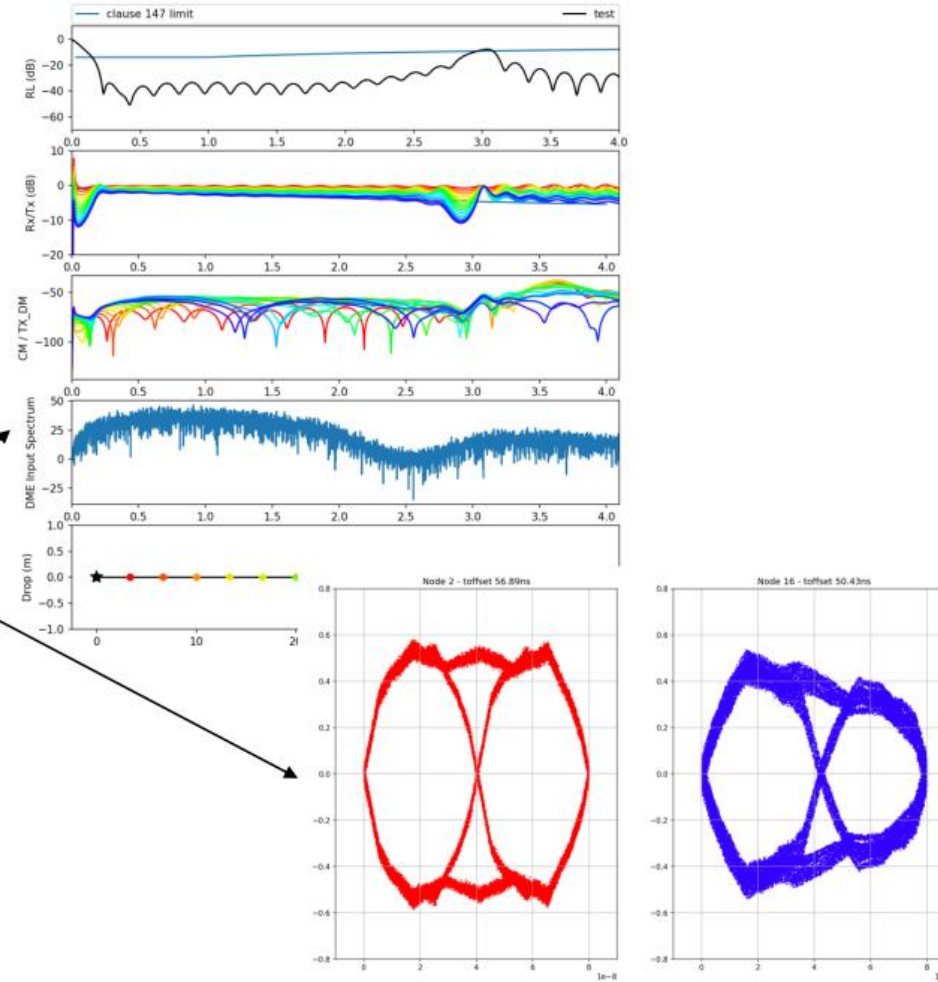 clause 147 limit test
RL (dB)
0
−20
−40
−60
0.0 0.5 1.0 1.5 2.0 2.5 3.0 3.5 4.0
Rx/Tx (dB)
10
0
−10
−20
0.0 0.5 1.0 1.5 2.0 2.5 3.0 3.5 4.0
CM / TX_DM
−50
−100
0.0 0.5 1.0 1.5 2.0 2.5 3.0 3.5 4.0
DME Input Spectrum
50
25
0
−25
0.0 0.5 1.0 1.5 2.0 2.5 3.0 3.5 4.0
Drop (m)
1.0
0.5
0.0
−0.5
−1.0
0 10
Node 2 - toffset 56.89ns
0.8
0.6
0.4
0.2
0.0
−0.2
−0.4
−0.6
−0.8
0 2 4 6 8
1e−8
Node 16 - toffset 50.43ns
0.8
0.6
0.4
0.2
0.0
−0.2
−0.4
−0.6
−0.8
0 2 4 6 8